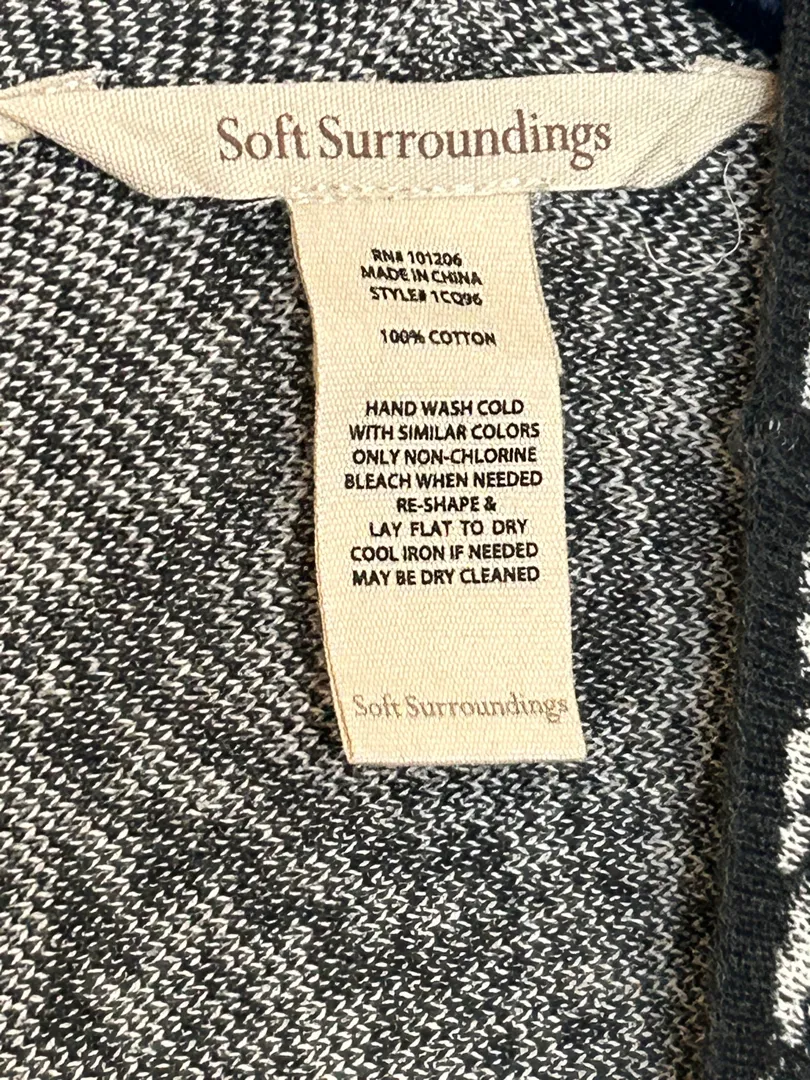 Soft Surroundings
RN# 101206
MADE IN CHINA
STYLE# 1CQ96
100% COTTON
HAND WASH COLD
WITH SIMILAR COLORS
ONLY NON-CHLORINE
BLEACH WHEN NEEDED
RE-SHAPE &
LAY FLAT TO DRY
COOL IRON IF NEEDED
MAY BE DRY CLEANED
Soft Surroundings